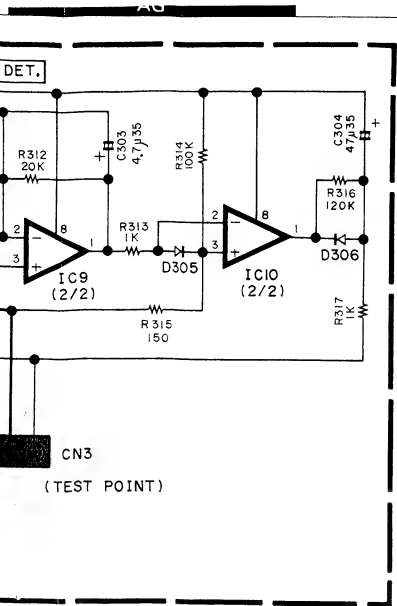 AG
DET.
C303
4.7μ35
C304
47μ35
R314
100K
R312
20K
R316
120K
2
8
R313
1K
1
3
IC9
(2/2)
D305
2
8
1
3
IC10
(2/2)
D306
R317
1K
R315
150
CN3
(TEST POINT)